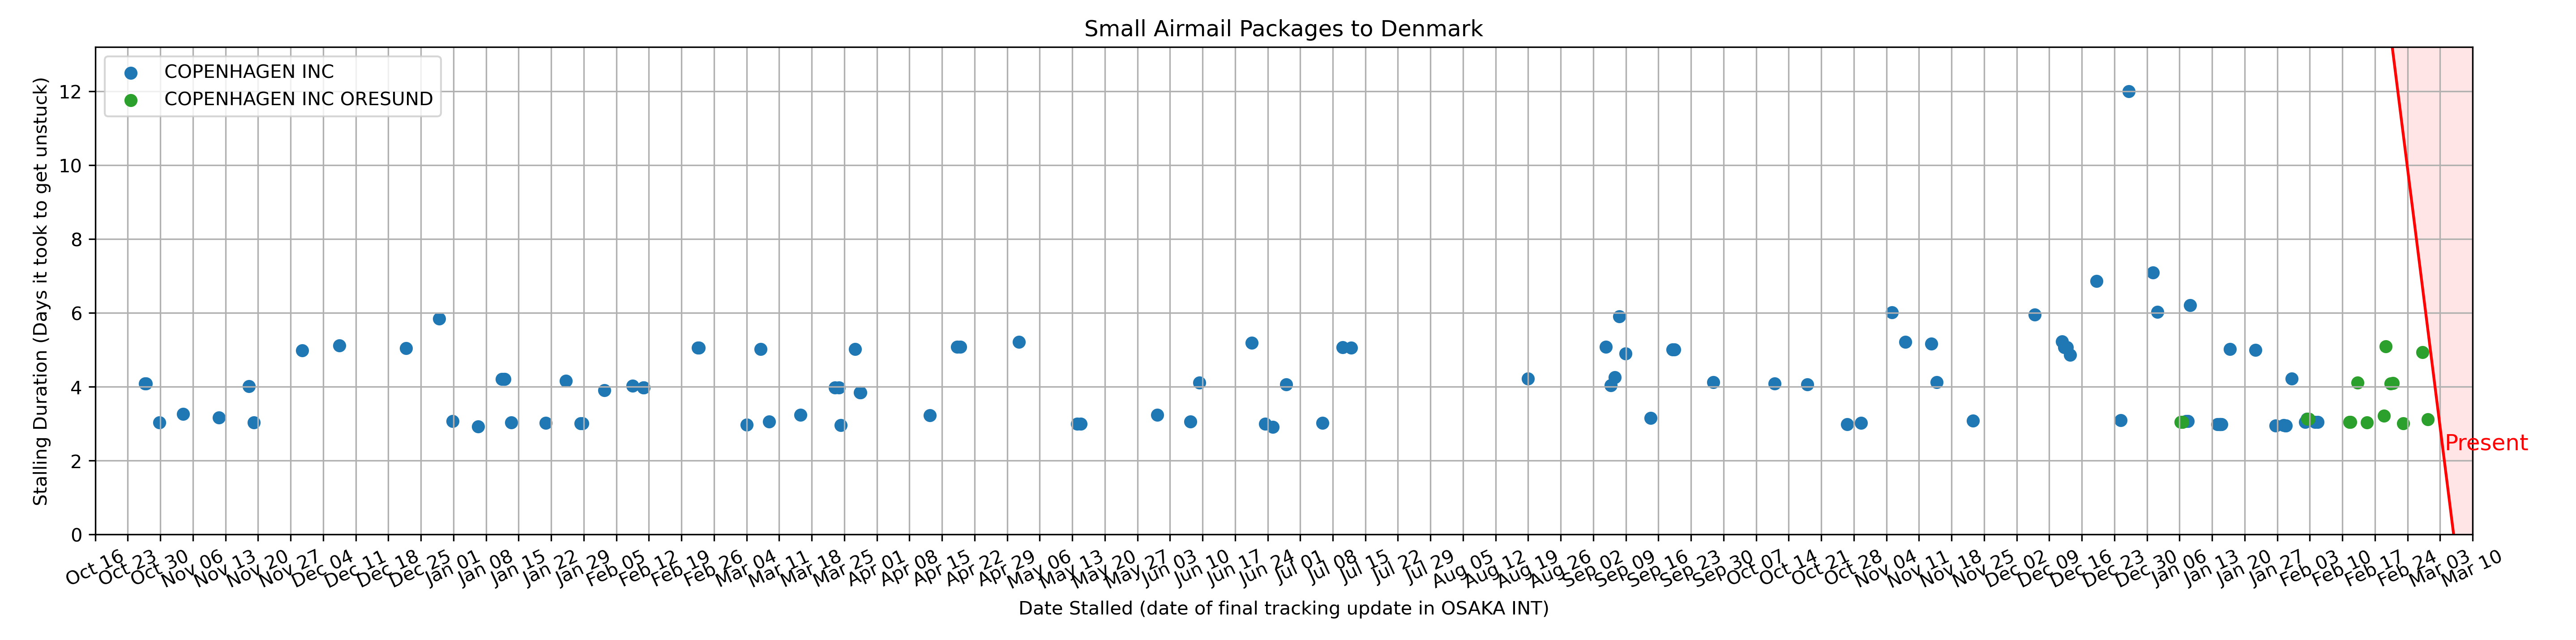 Small Airmail Packages to Denmark
COPENHAGEN INC
COPENHAGEN INC ORESUND
Stalling Duration (Days it took to get unstuck)
12
10
8
6
4
2
0
Present
Oct 16
Oct 23
Oct 30
Nov 06
Nov 13
Nov 20
Nov 27
Dec 04
Dec 11
Dec 18
Dec 25
Jan 01
Jan 08
Jan 15
Jan 22
Jan 29
Feb 05
Feb 12
Feb 19
Feb 26
Mar 04
Mar 11
Mar 18
Mar 25
Apr 01
Apr 08
Apr 15
Apr 22
Apr 29
May 06
May 13
May 20
May 27
Jun 03
Jun 10
Jun 17
Jun 24
Jul 01
Jul 08
Jul 15
Jul 22
Jul 29
Aug 05
Aug 12
Aug 19
Aug 26
Sep 02
Sep 09
Sep 16
Sep 23
Sep 30
Oct 07
Oct 14
Oct 21
Oct 28
Nov 04
Nov 11
Nov 18
Nov 25
Dec 02
Dec 09
Dec 16
Dec 23
Dec 30
Jan 06
Jan 13
Jan 20
Jan 27
Feb 03
Feb 10
Feb 17
Feb 24
Mar 03
Mar 10
Date Stalled (date of final tracking update in OSAKA INT)